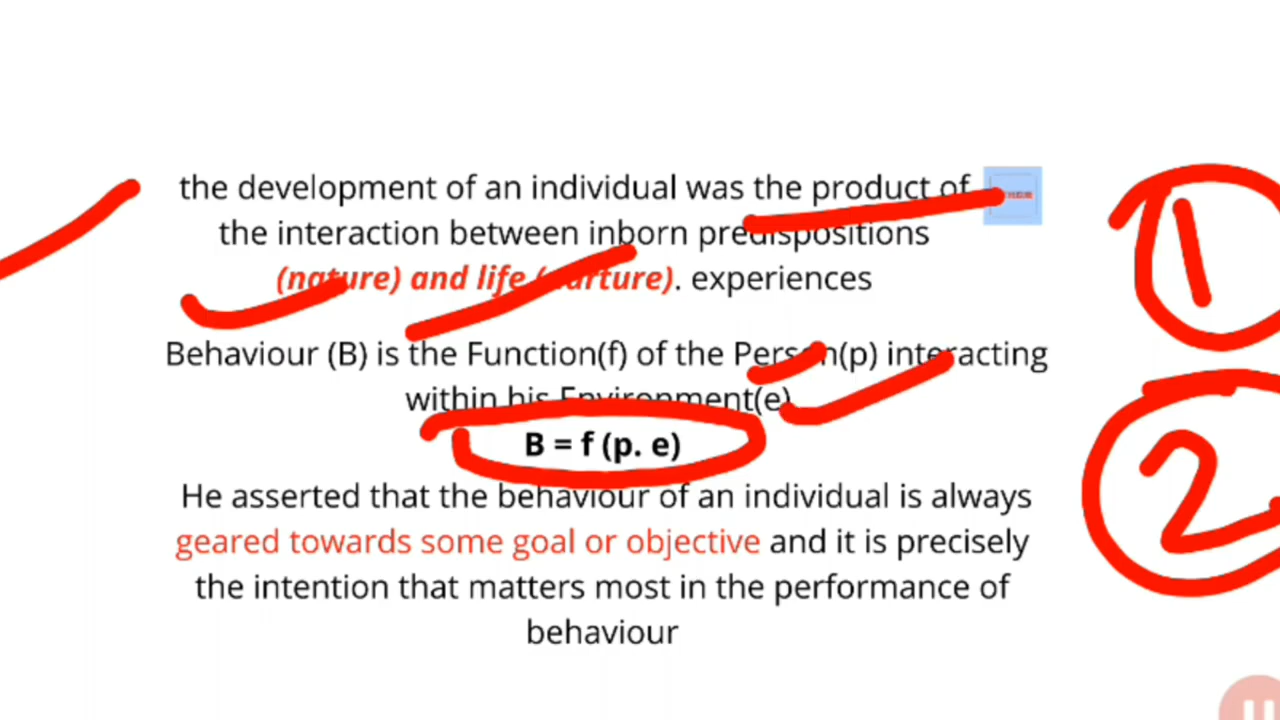 the development of an individual was the product of
the interaction between inborn predispositions
(nature) and life (nurture). experiences
Behaviour (B) is the Function(f) of the Person(p) interacting
within his Environment(e)
B = f (p. e)
He asserted that the behaviour of an individual is always
geared towards some goal or objective and it is precisely
the intention that matters most in the performance of
behaviour
1
2